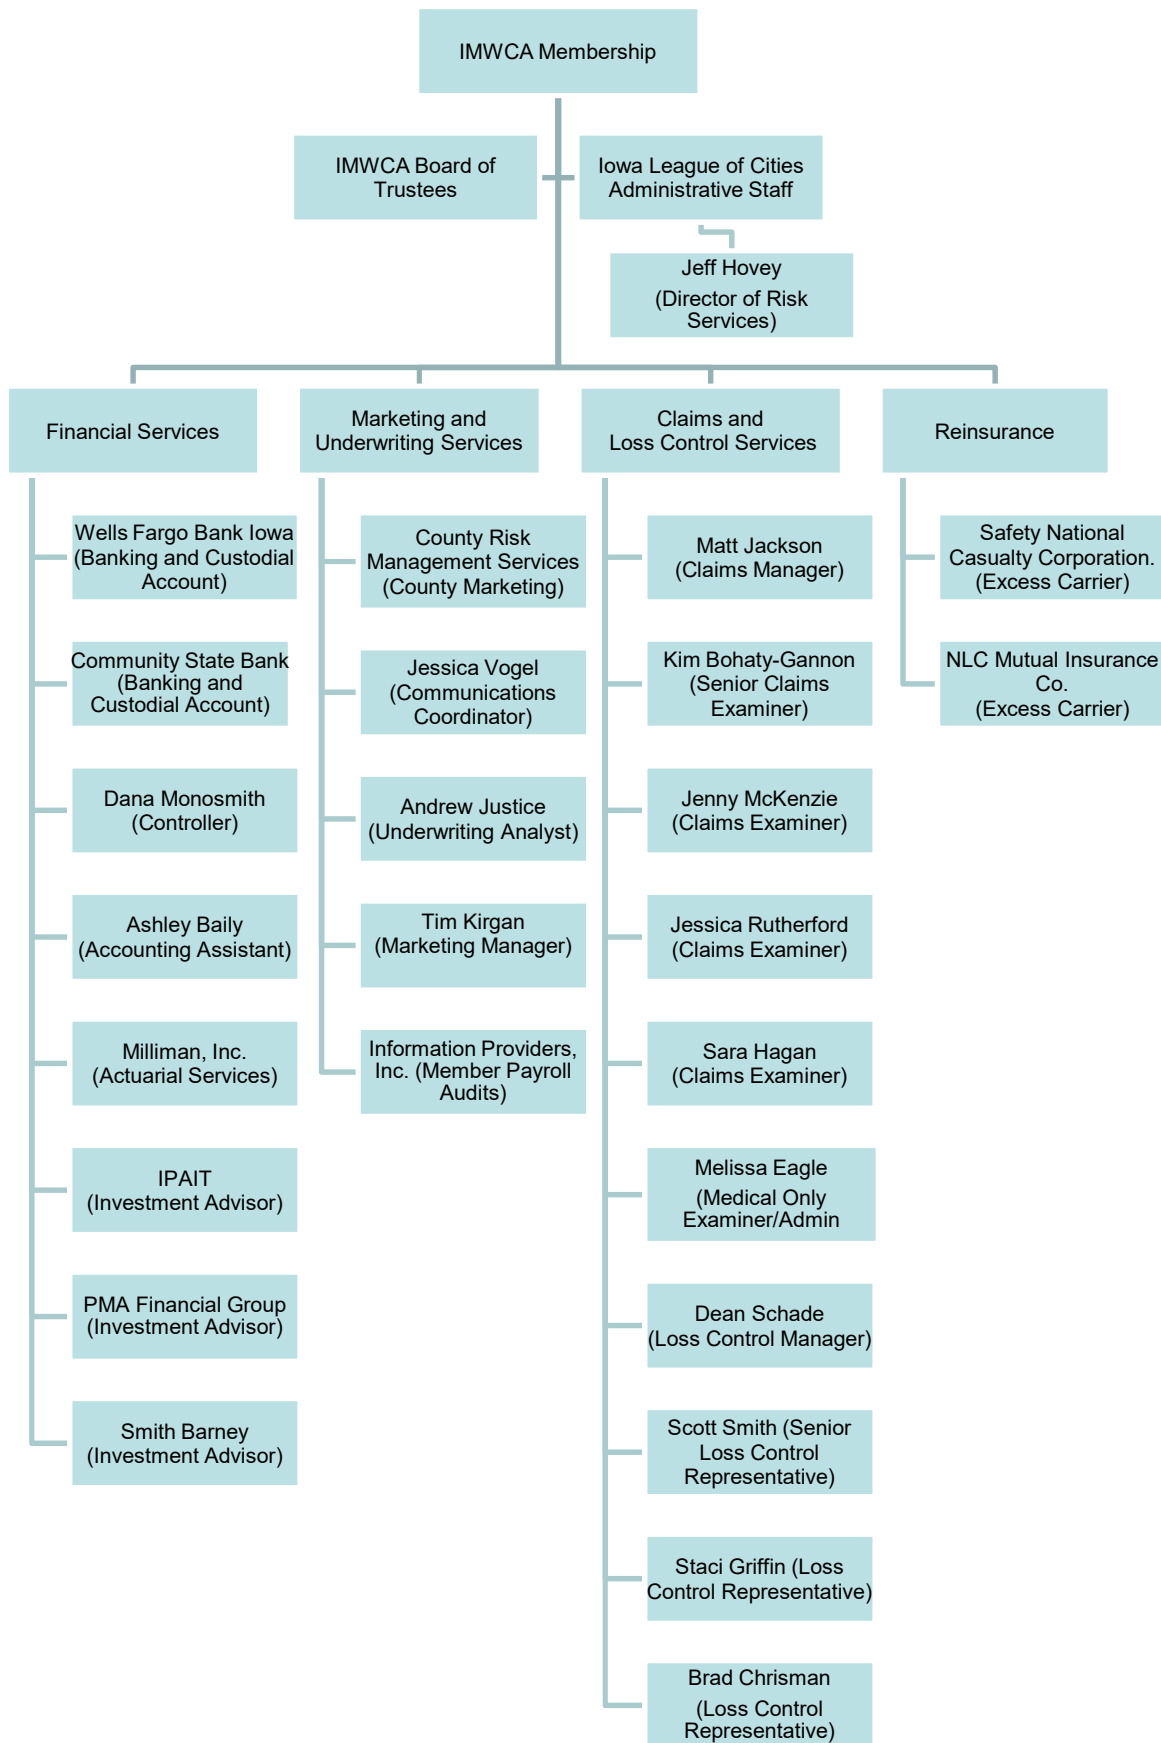 IMWCA Membership
IMWCA Board of
Trustees
Iowa League of Cities
Administrative Staff
Jeff Hovey
(Director of Risk
Services)
Financial Services
Marketing and
Underwriting Services
Claims and
Loss Control Services
Reinsurance
Wells Fargo Bank Iowa
(Banking and Custodial
Account)
Community State Bank
(Banking and
Custodial Account)
Dana Monosmith
(Controller)
Ashley Baily
(Accounting Assistant)
Milliman, Inc.
(Actuarial Services)
IPAIT
(Investment Advisor)
PMA Financial Group
(Investment Advisor)
Smith Barney
(Investment Advisor)
County Risk
Management Services
(County Marketing)
Jessica Vogel
(Communications
Coordinator)
Andrew Justice
(Underwriting Analyst)
Tim Kirgan
(Marketing Manager)
Information Providers,
Inc. (Member Payroll
Audits)
Matt Jackson
(Claims Manager)
Kim Bohaty-Gannon
(Senior Claims
Examiner)
Jenny McKenzie
(Claims Examiner)
Jessica Rutherford
(Claims Examiner)
Sara Hagan
(Claims Examiner)
Melissa Eagle
(Medical Only
Examiner/Admin
Dean Schade
(Loss Control Manager)
Scott Smith (Senior
Loss Control
Representative)
Staci Griffin (Loss
Control Representative)
Brad Chrisman
(Loss Control
Representative)
Safety National
Casualty Corporation.
(Excess Carrier)
NLC Mutual Insurance
Co.
(Excess Carrier)